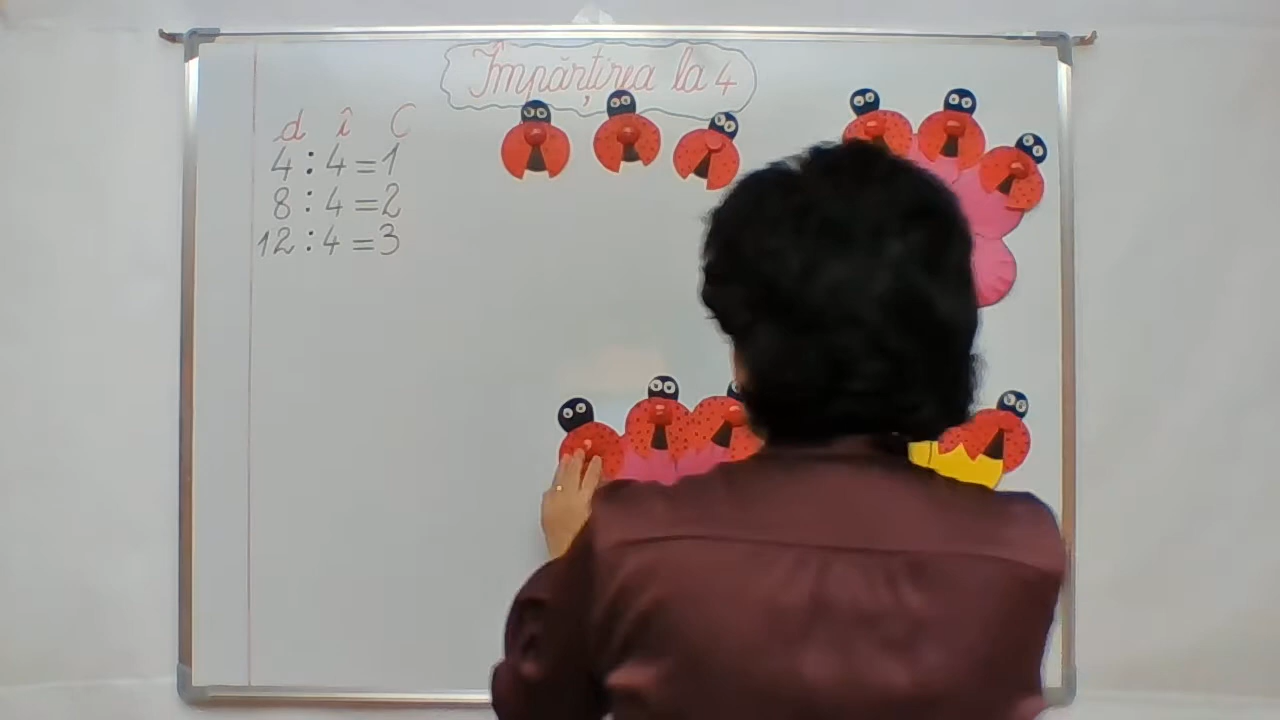 Împărțirea la 4
d î C
4 : 4 = 1
8 : 4 = 2
12 : 4 = 3